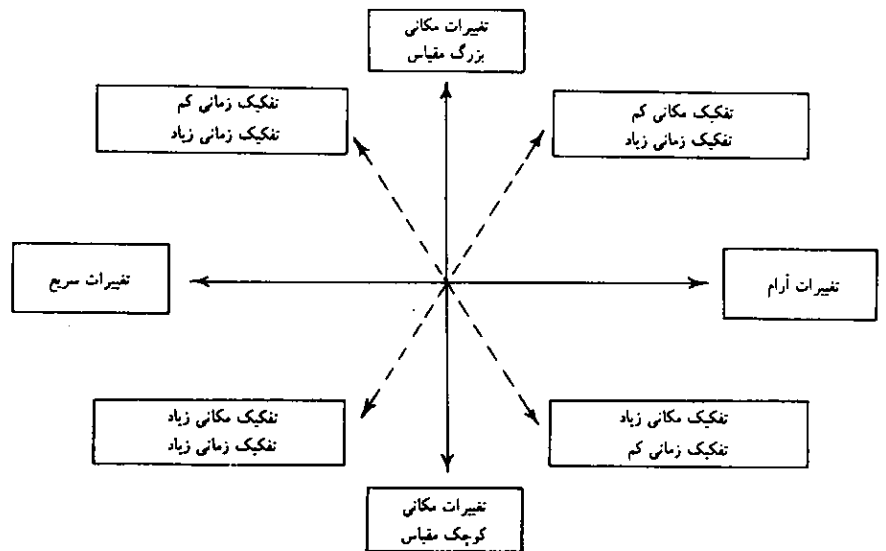 تغییرات مکانی
بزرگ مقیاس
تفکیک مکانی کم
تفکیک زمانی زیاد
تفکیک زمانی کم
تفکیک زمانی زیاد
تغییرات آرام
تغییرات سریع
تفکیک مکانی زیاد
تفکیک زمانی کم
تفکیک مکانی زیاد
تفکیک زمانی زیاد
تغییرات مکانی
کوچک مقیاس